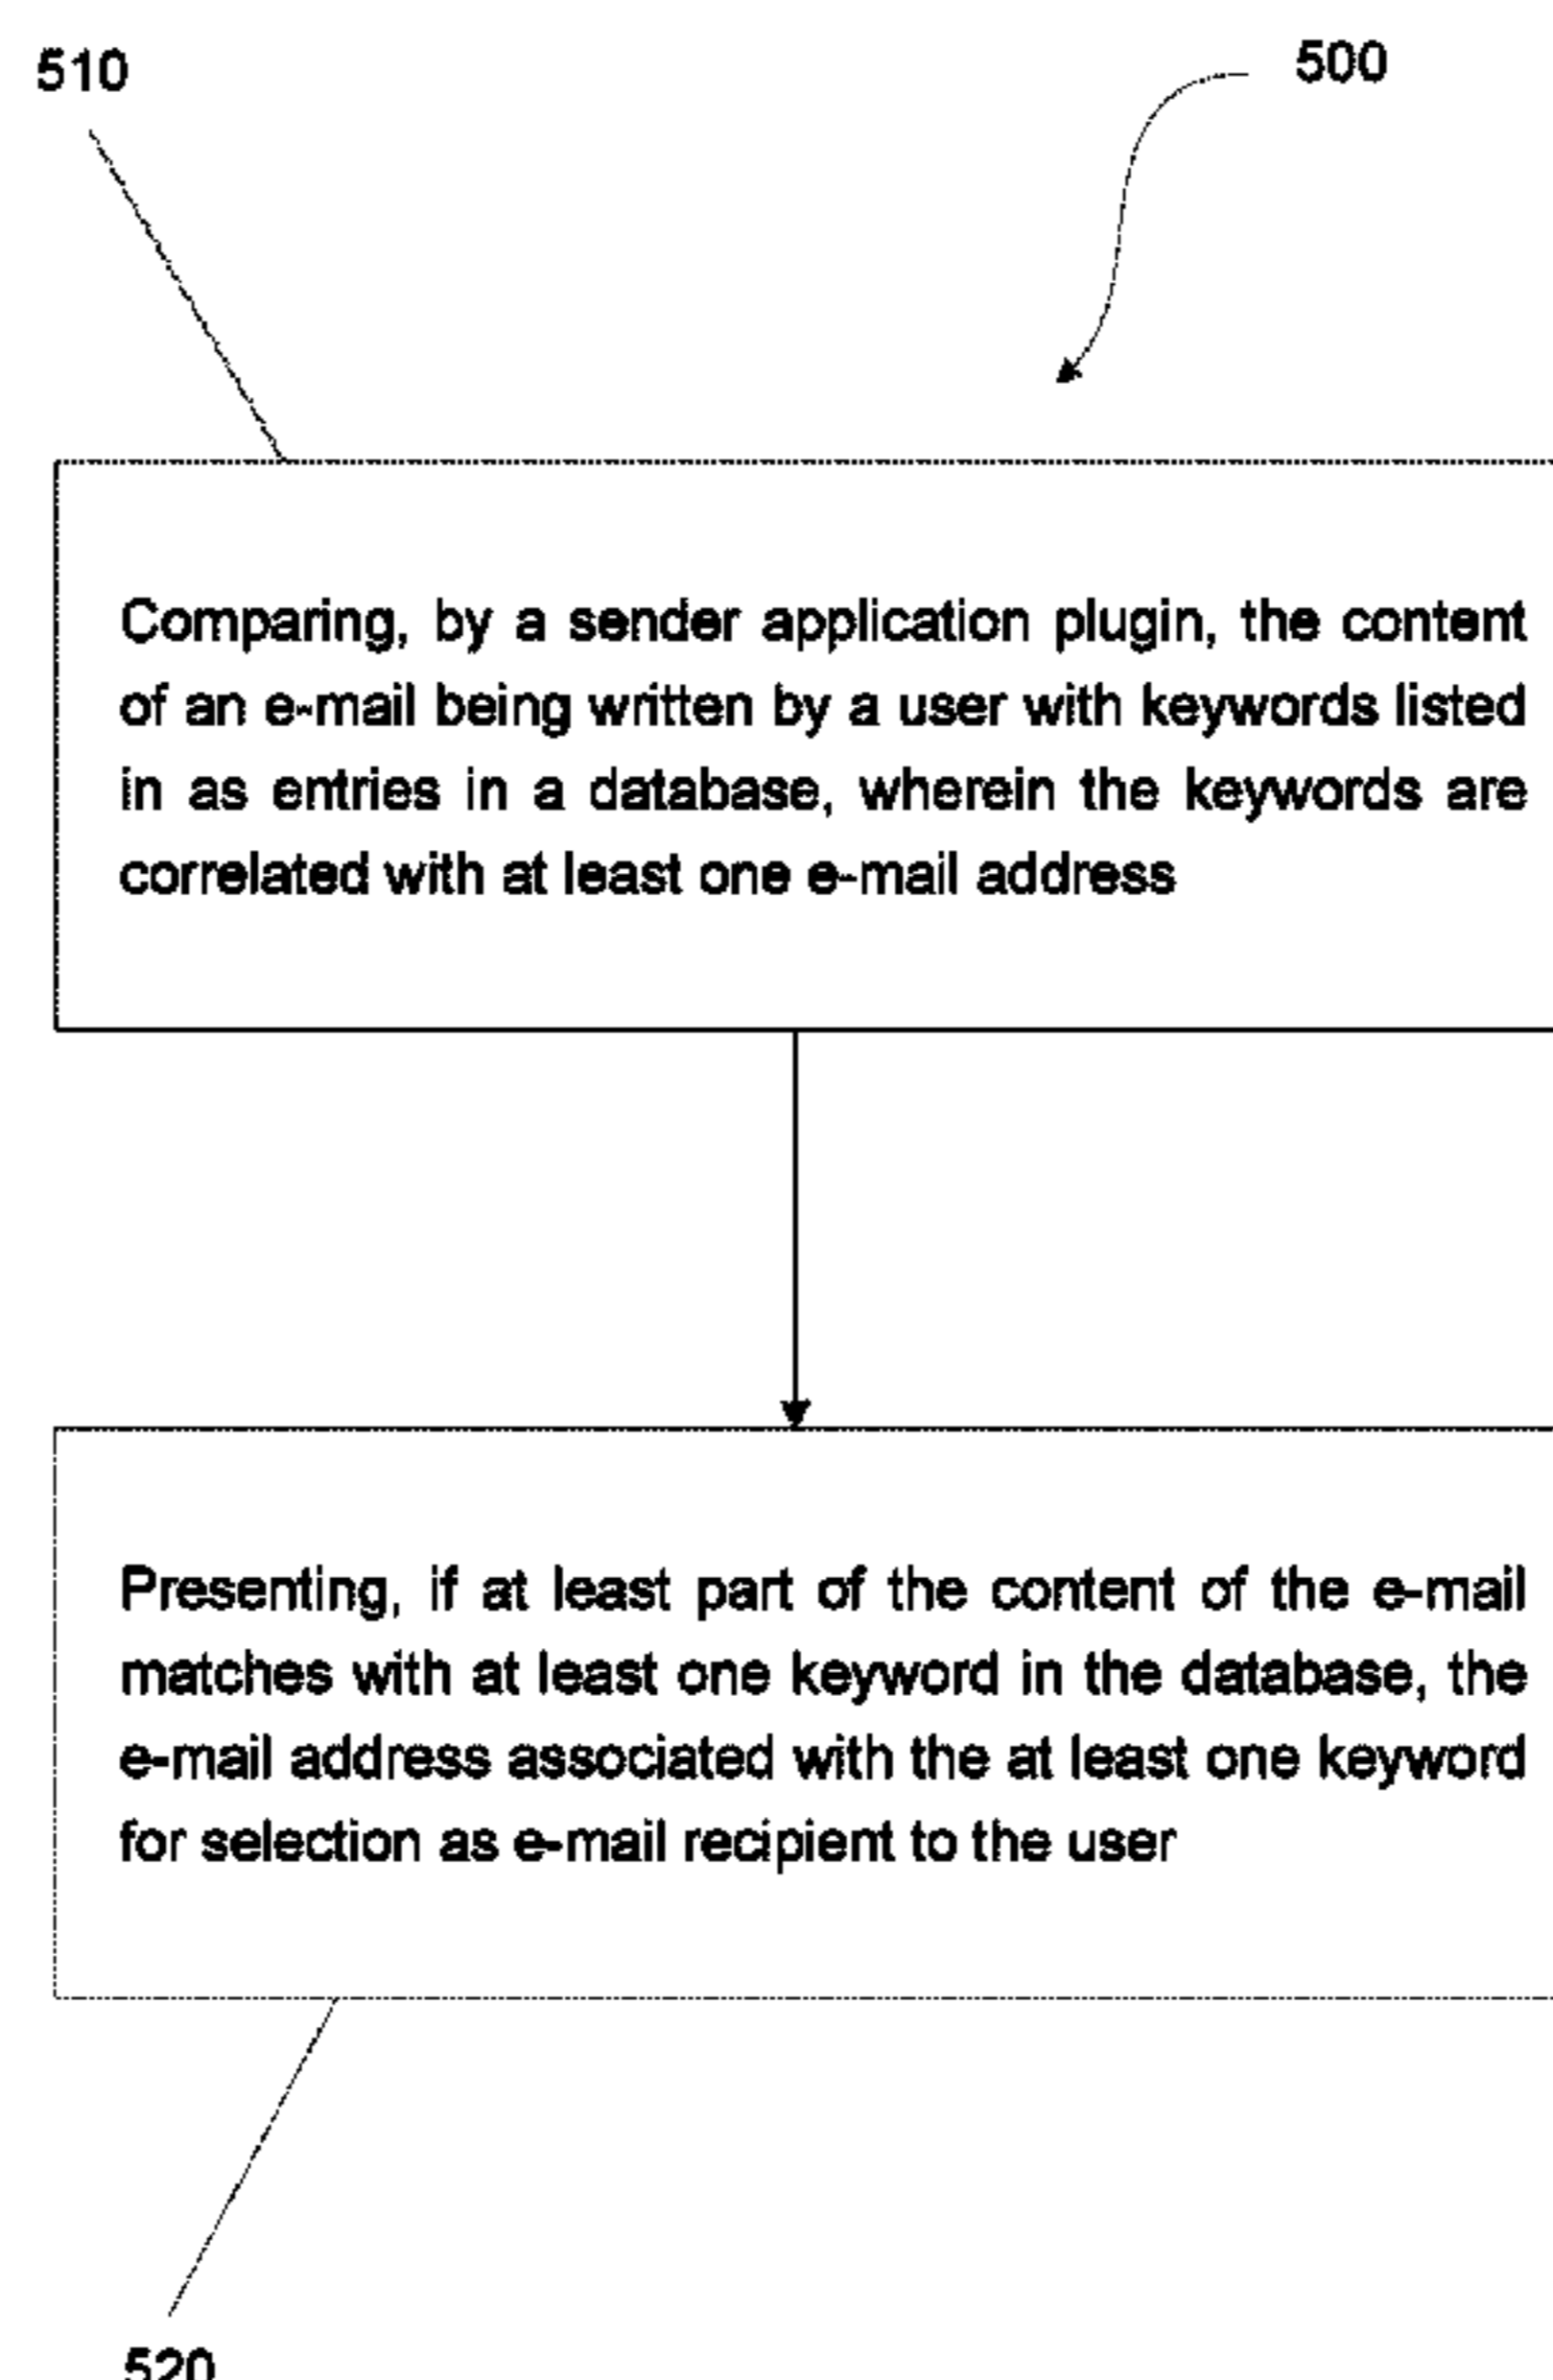 510
500
Comparing, by a sender application plugin, the content
of an e-mail being written by a user with keywords listed
in as entries in a database, wherein the keywords are
correlated with at least one e-mail address
Presenting, if at least part of the content of the e-mail
matches with at least one keyword in the database, the
e-mail address associated with the at least one keyword
for selection as e-mail recipient to the user
520